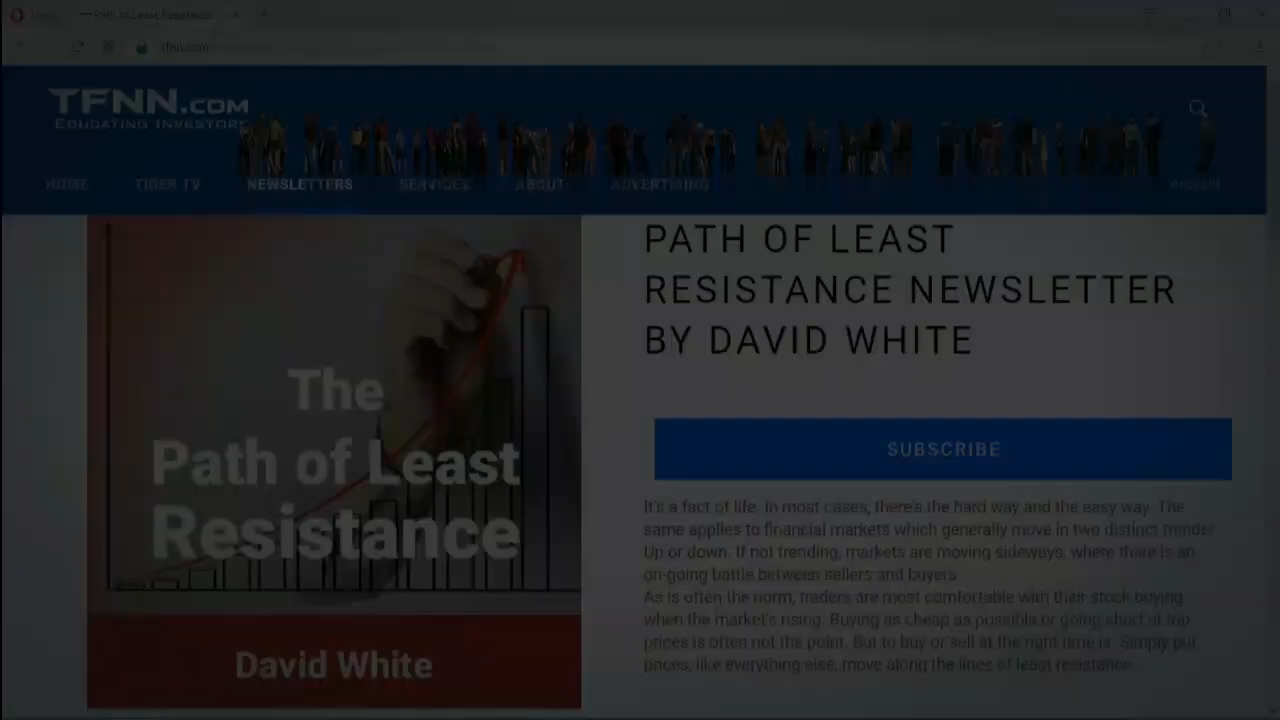 Path of Least Resistance
tfnn.com
TFNN.COM
EDUCATING INVESTORS
HOME TIGER TV NEWSLETTERS SERVICES ABOUT ADVERTISING
The
Path of Least
Resistance
David White
PATH OF LEAST
RESISTANCE NEWSLETTER
BY DAVID WHITE
SUBSCRIBE
It's a fact of life. In most cases, there's the hard way and the easy way. The
same applies to financial markets which generally move in two distinct trends:
Up or down. If not trending, markets are moving sideways, where there is an
on-going battle between sellers and buyers.
As is often the norm, traders are most comfortable with their stock buying
when the market's rising. Buying as cheap as possible or going short at top
prices is often not the point. But to buy or sell at the right time is. Simply put,
prices, like everything else, move along the lines of least resistance.